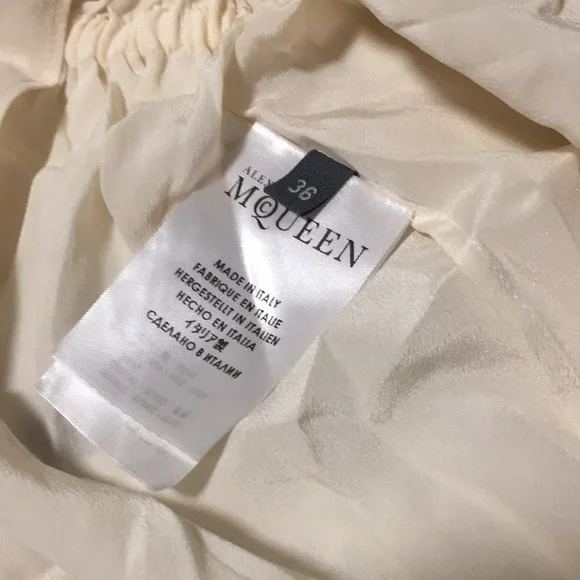 36
ALEX
MCQUEEN
MADE IN ITALY
FABRIQUE EN ITALIE
HERGESTELLT IN ITALIEN
HECHO EN ITALIA
イタリア製
СДЕЛАНО В ИТАЛИИ